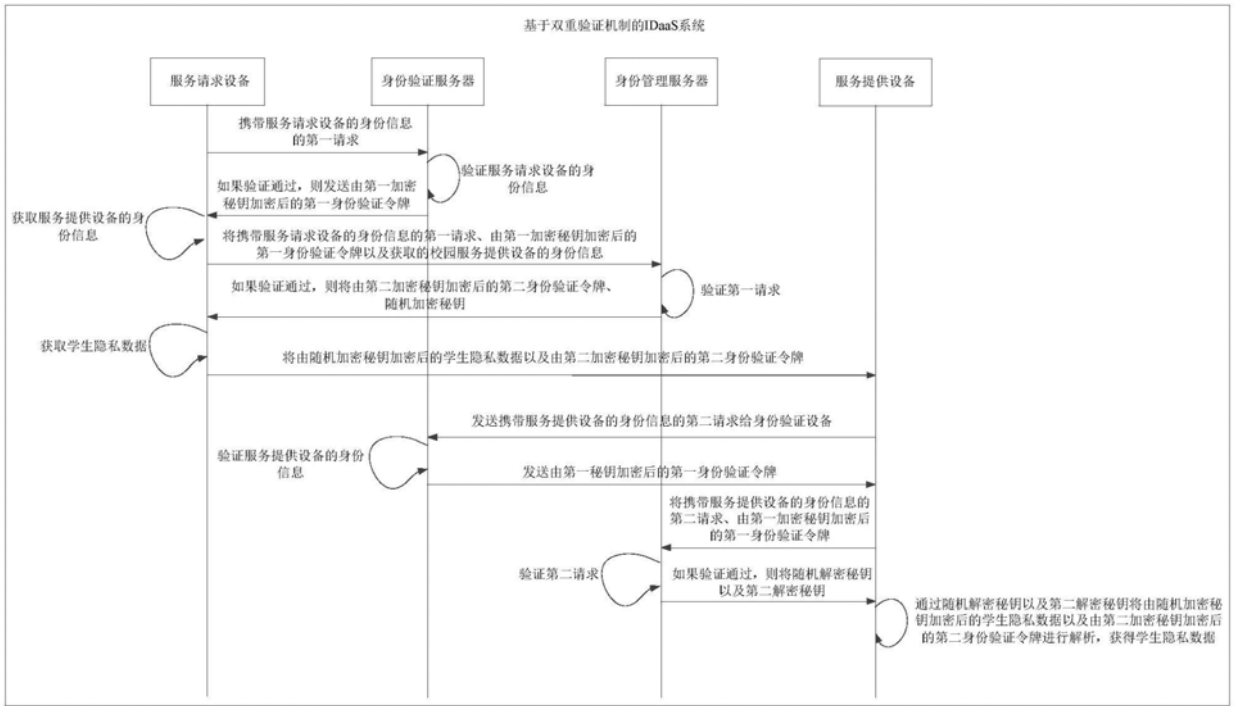 基于双重验证机制的IDaaS系统
服务请求设备
身份验证服务器
身份管理服务器
服务提供设备
携带服务请求设备的身份信息
的第一请求
验证服务请求设备的身
份信息
如果验证通过，则发送由第一加密
秘钥加密后的第一身份验证令牌
获取服务提供设备的身
份信息
将携带服务请求设备的身份信息的第一请求、由第一加密秘钥加密后的
第一身份验证令牌以及获取的校园服务提供设备的身份信息
验证第一请求
如果验证通过，则将由第二加密秘钥加密后的第二身份验证令牌、
随机加密秘钥
获取学生隐私数据
将由随机加密秘钥加密后的学生隐私数据以及由第二加密秘钥加密后的第二身份验证令牌
发送携带服务提供设备的身份信息的第二请求给身份验证设备
验证服务提供设备的身份
信息
发送由第一秘钥加密后的第一身份验证令牌
将携带服务提供设备的身份信息的
第二请求、由第一加密秘钥加密后
的第一身份验证令牌
验证第二请求
如果验证通过，则将随机解密秘钥
以及第二解密秘钥
通过随机解密秘钥以及第二解密秘钥将由随机加密秘
钥加密后的学生隐私数据以及由第二加密秘钥加密后
的第二身份验证令牌进行解析，获得学生隐私数据